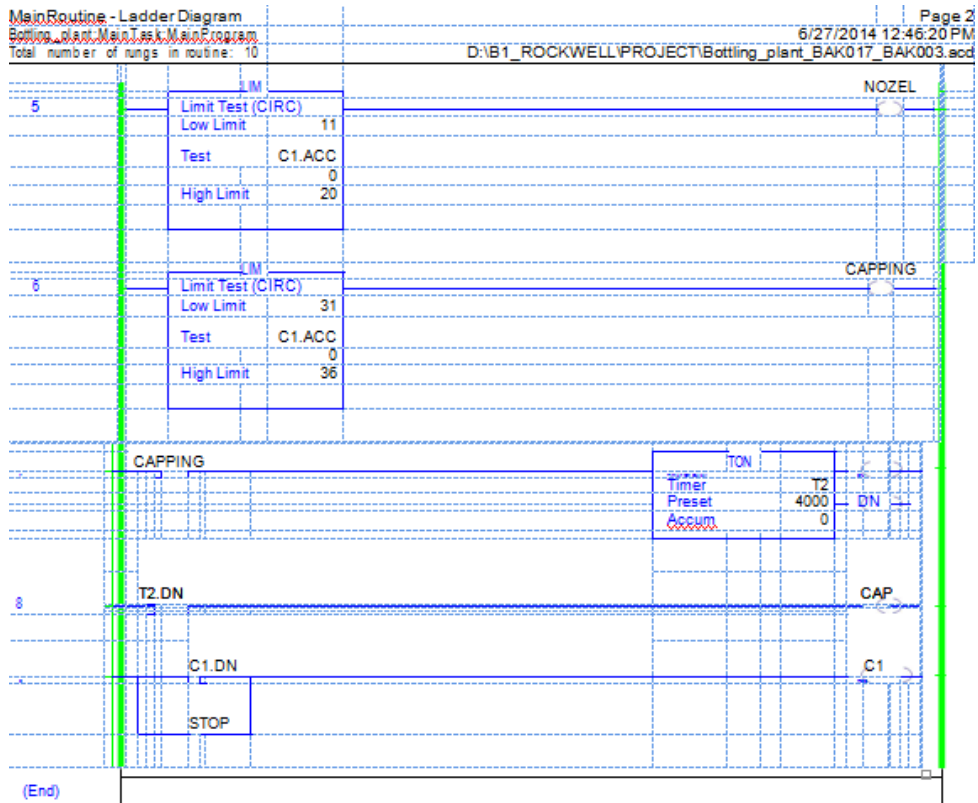 MainRoutine - Ladder Diagram Page 2
Bottling_plant:MainTask:MainProgram 6/27/2014 12:46:20 PM
Total number of rungs in routine: 10 D:\B1_ROCKWELL\PROJECT\Bottling_plant_BAK017_BAK003.acd
LIM NOZEL
5 Limit Test (CIRC)
Low Limit 11
Test C1.ACC
0
High Limit 20
LIM CAPPING
6 Limit Test (CIRC)
Low Limit 31
Test C1.ACC
0
High Limit 36
CAPPING TON
Timer T2
Preset 4000 DN
Accum 0
T2.DN CAP
8
C1.DN C1
STOP
(End)